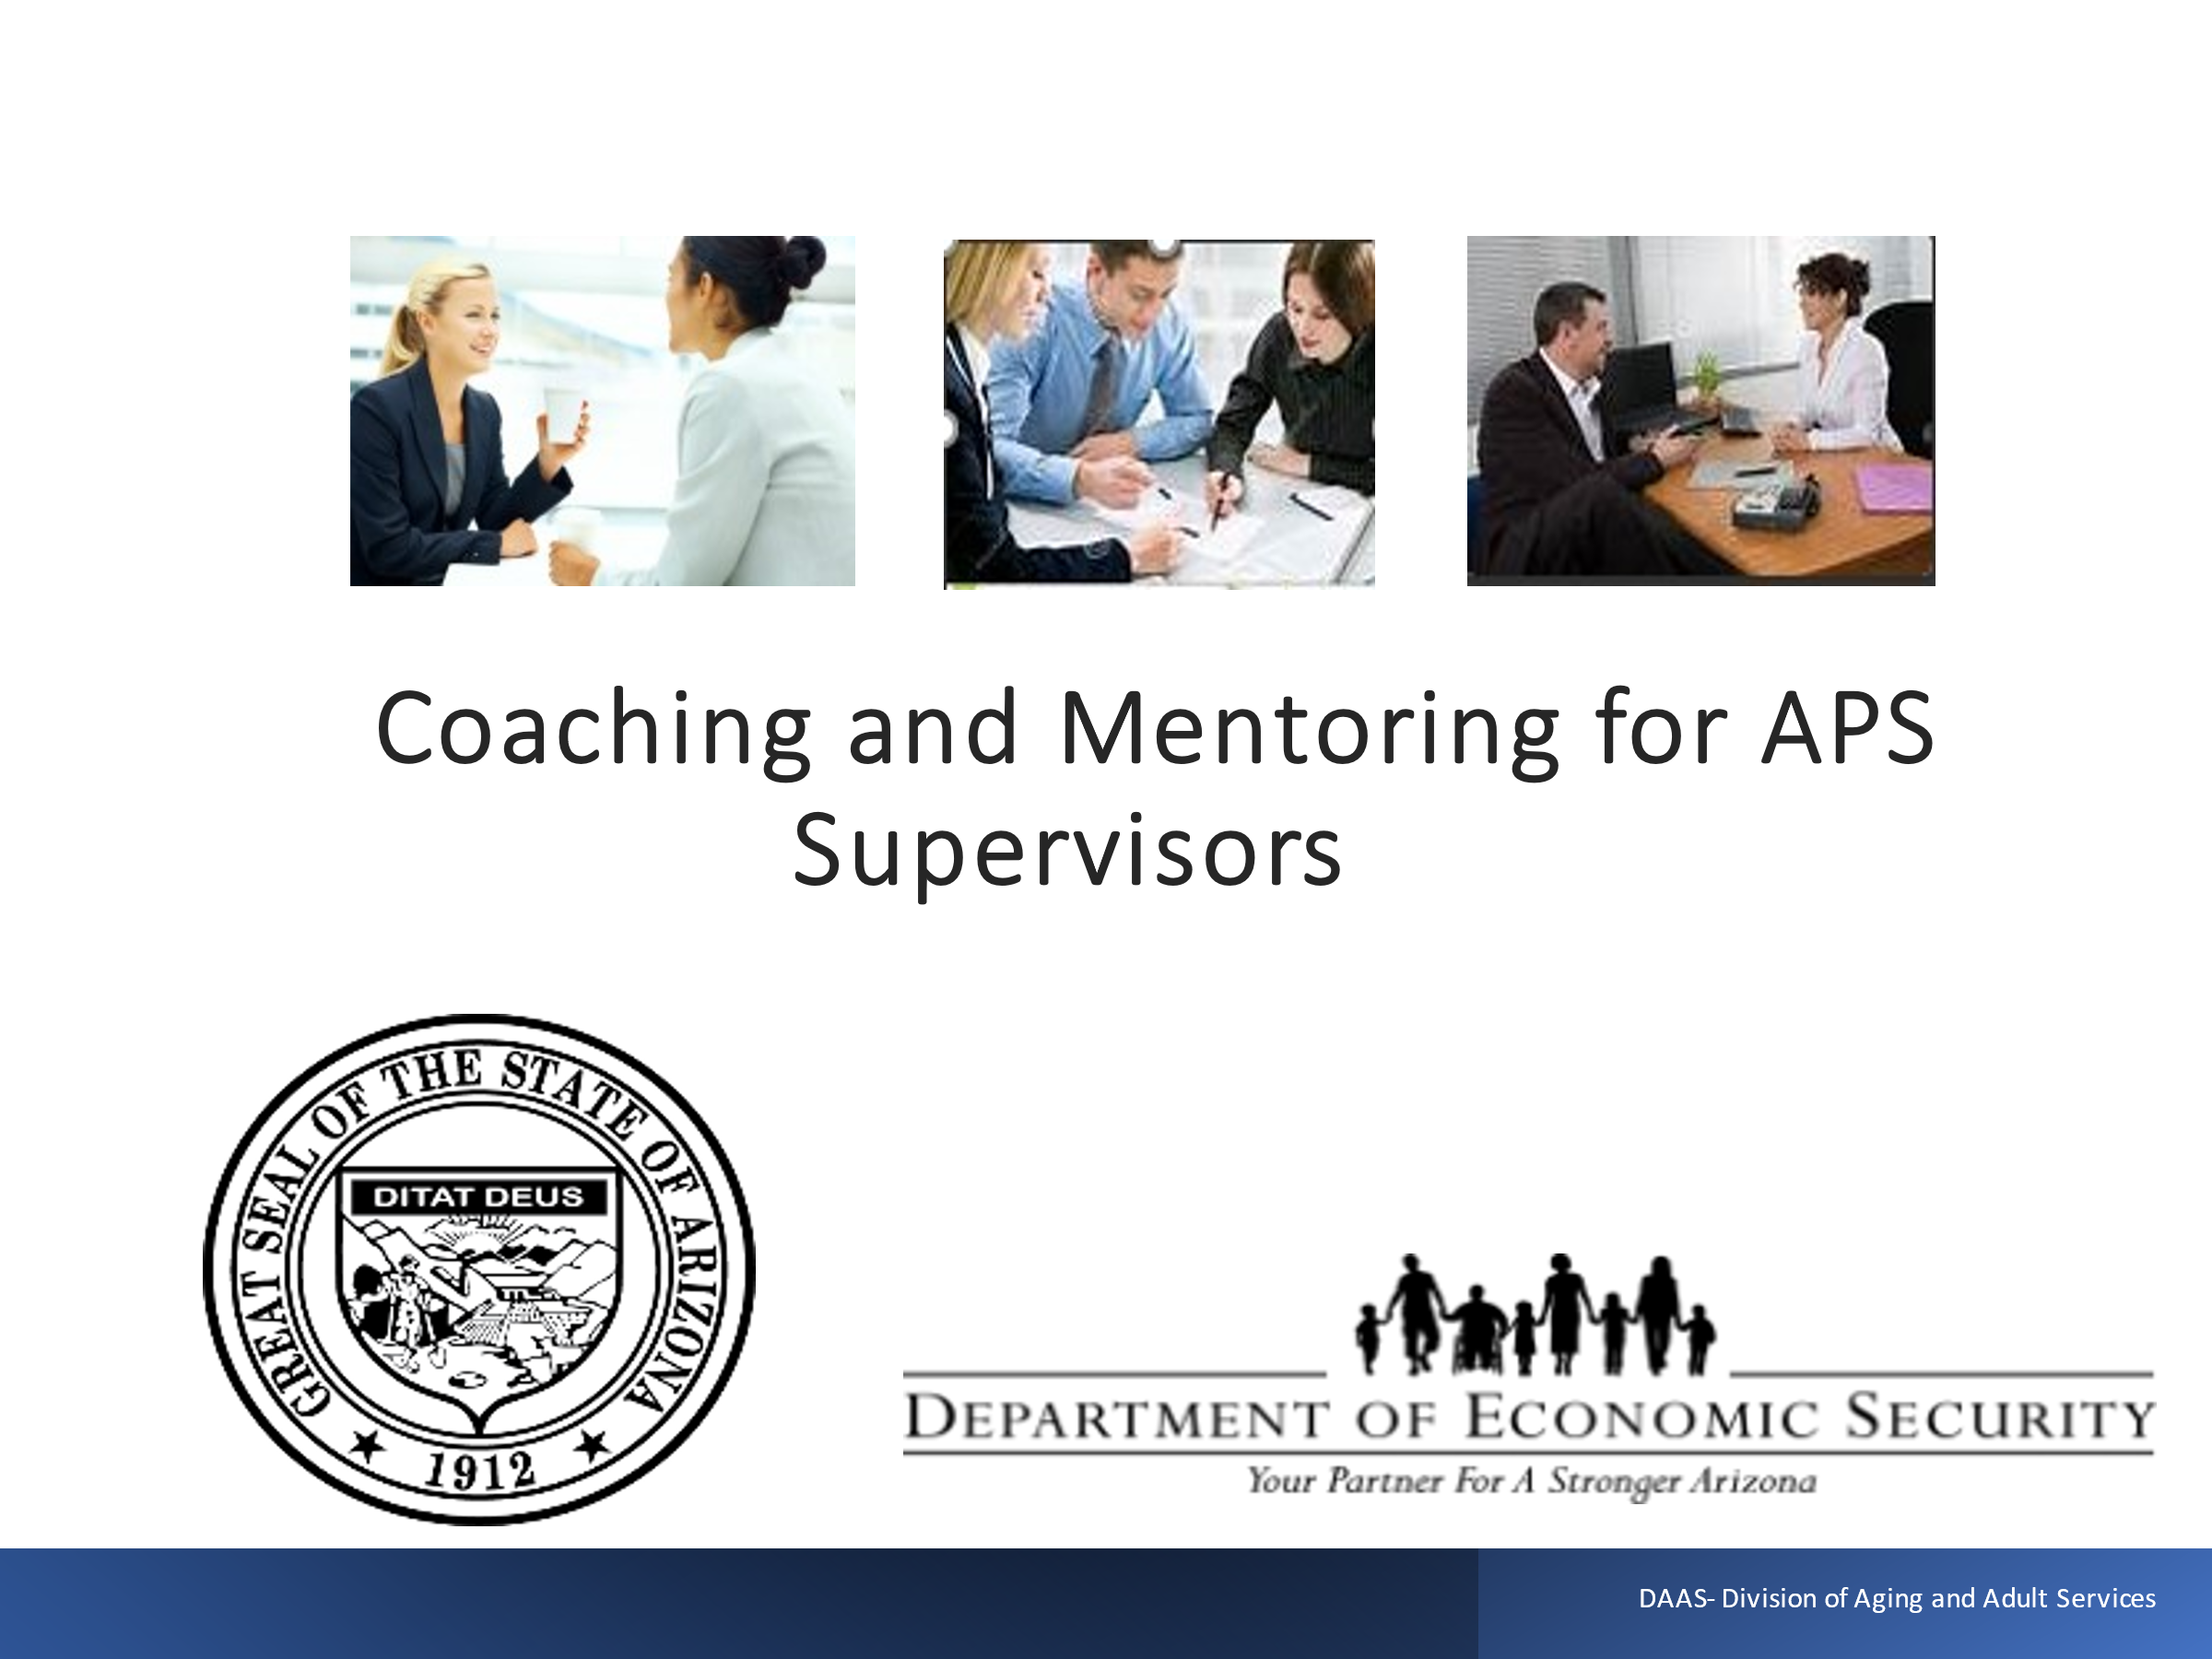 Coaching and Mentoring for APS
Supervisors
GREAT SEAL OF THE STATE OF ARIZONA
DITAT DEUS
1912
DEPARTMENT OF ECONOMIC SECURITY
Your Partner For A Stronger Arizona
DAAS- Division of Aging and Adult Services